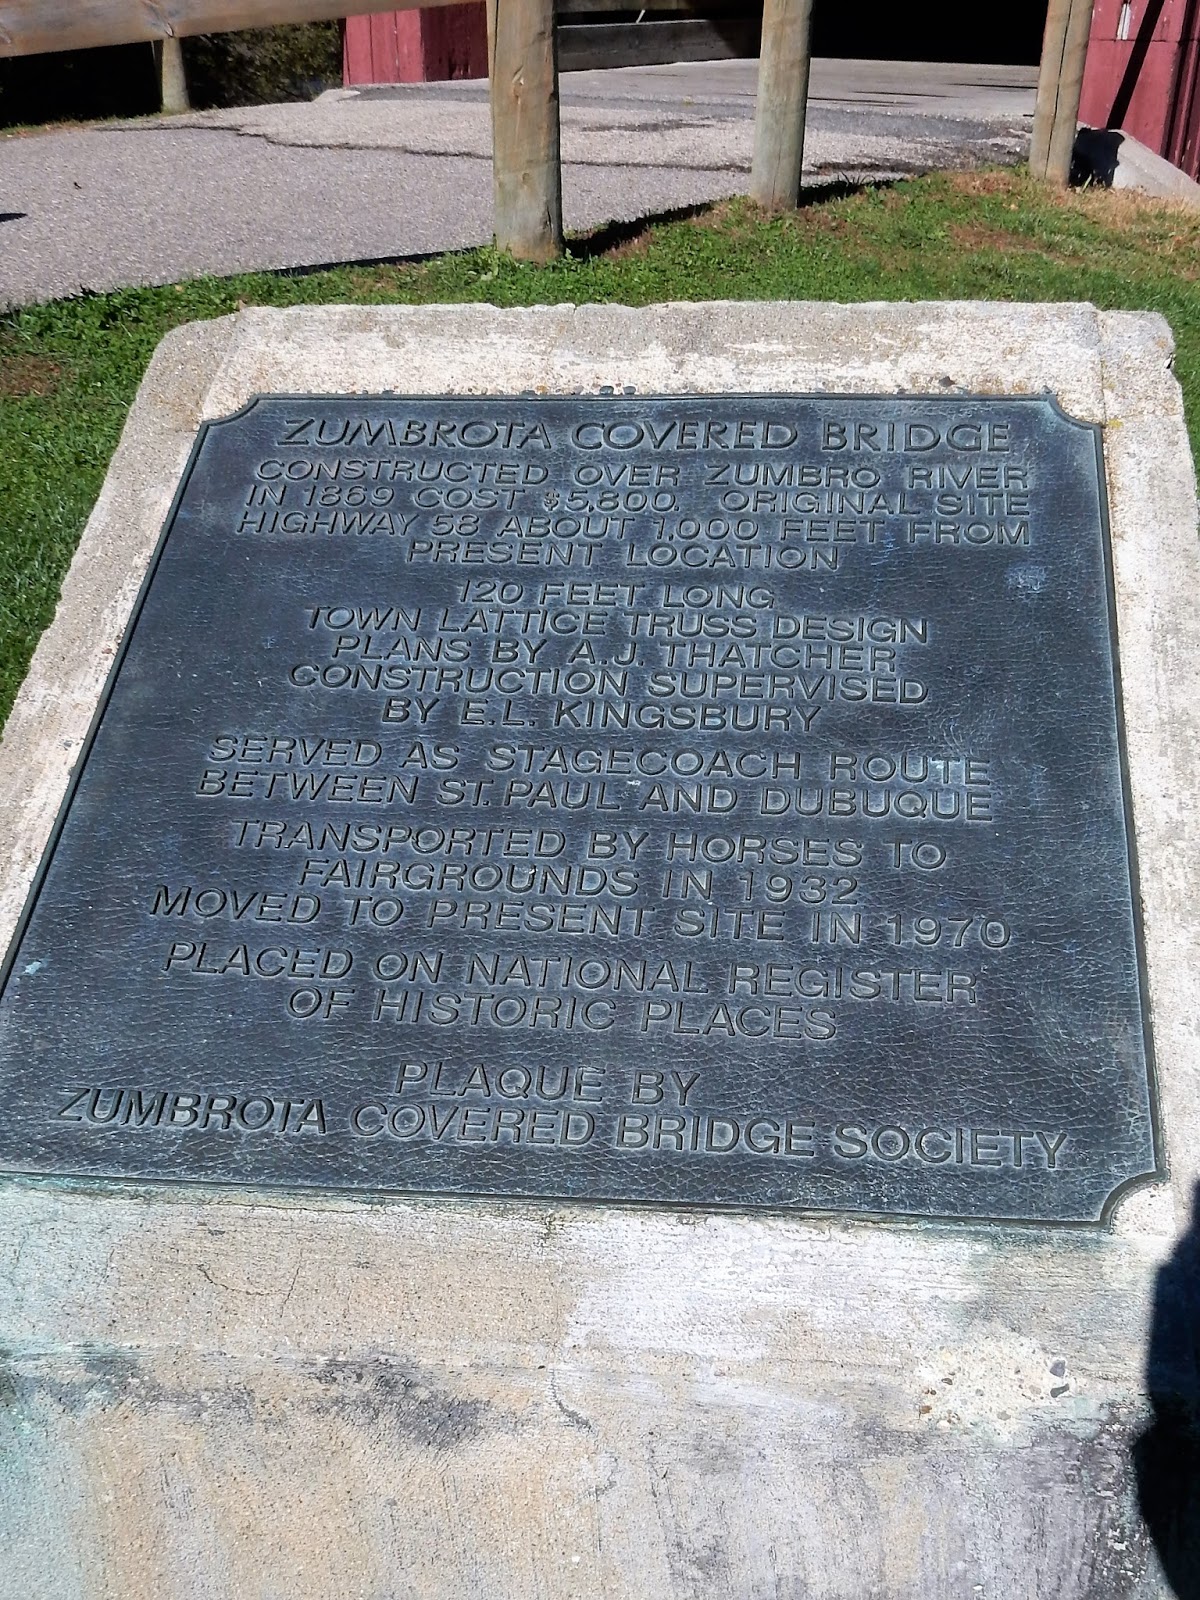 ZUMBROTA COVERED BRIDGE
CONSTRUCTED OVER ZUMBRO RIVER
IN 1869 COST $5,800. ORIGINAL SITE
HIGHWAY 58 ABOUT 1,000 FEET FROM
PRESENT LOCATION
120 FEET LONG
TOWN LATTICE TRUSS DESIGN
PLANS BY A.J. THATCHER
CONSTRUCTION SUPERVISED
BY E.L. KINGSBURY
SERVED AS STAGECOACH ROUTE
BETWEEN ST. PAUL AND DUBUQUE
TRANSPORTED BY HORSES TO
FAIRGROUNDS IN 1932
MOVED TO PRESENT SITE IN 1970
PLACED ON NATIONAL REGISTER
OF HISTORIC PLACES
PLAQUE BY
ZUMBROTA COVERED BRIDGE SOCIETY